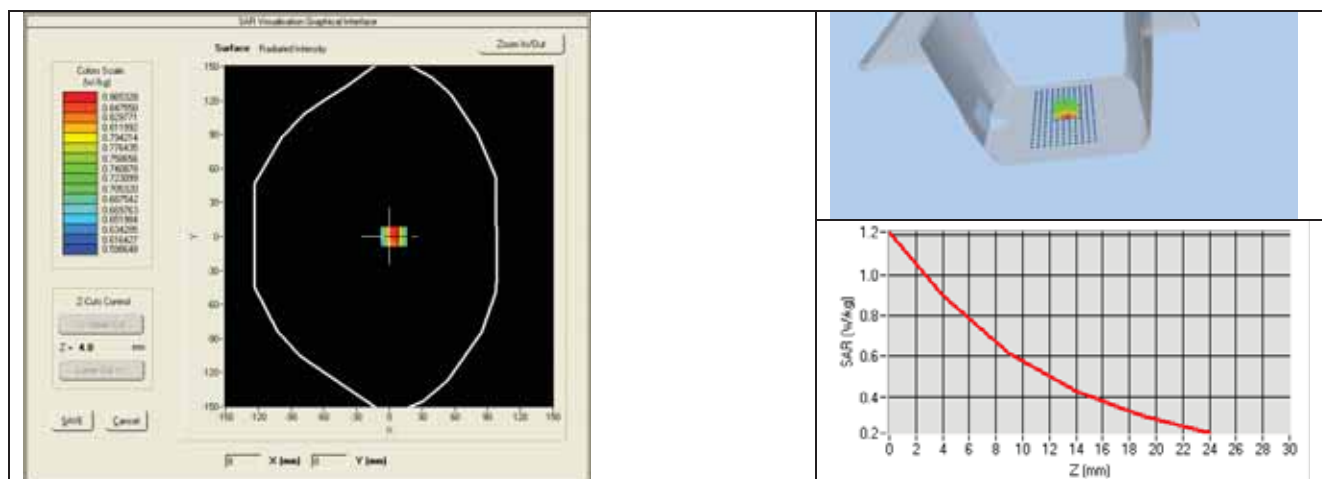 SAR Visualisation Graphical Interface
Surface Radiated Intensity
Zoom In/Out
Colors Scale
(W/Kg)
0.865328
0.847550
0.829771
0.811992
0.794214
0.776435
0.758656
0.740878
0.723099
0.705320
0.687542
0.669763
0.651984
0.634205
0.616427
0.598648
150
120
90
60
30
0
30
60
90
120
150
Y
150 120 90 60 30 0 30 60 90 120 150
X
Z Cuts Control
Z = 4.0 mm
SAVE Cancel
0 X (mm) 0 Y (mm)
1.2
1.0
0.8
0.6
0.4
0.2
SAR (W/kg)
0 2 4 6 8 10 12 14 16 18 20 22 24 26 28 30
Z (mm)